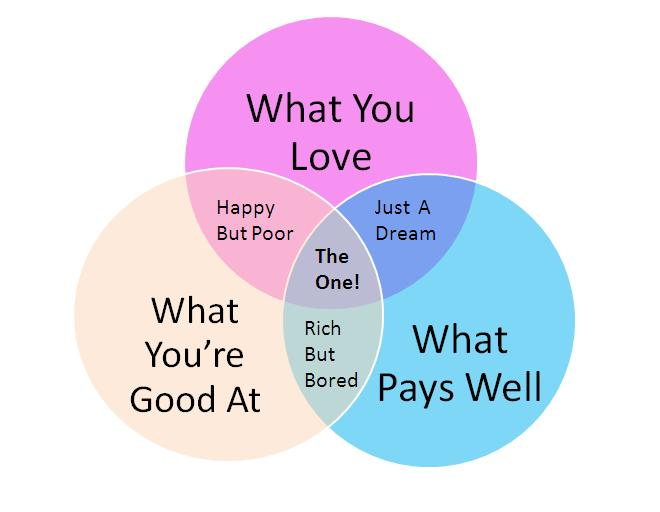 What You
Love
Happy
But Poor
Just A
Dream
The
One!
What
You’re
Good At
Rich
But
Bored
What
Pays Well